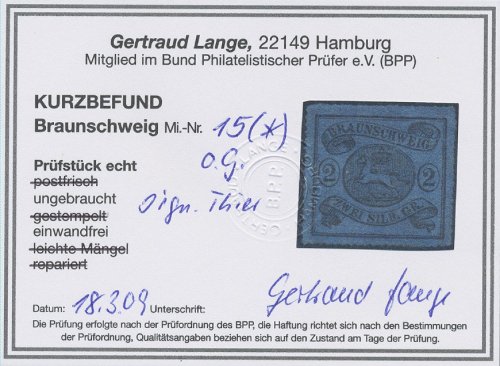 Gertraud Lange, 22149 Hamburg
Mitglied im Bund Philatelistischer Prüfer e.V. (BPP)
KURZBEFUND
Braunschweig Mi.-Nr. 15 (*)
o.G.
Prüfstück echt
postfrisch
ungebraucht
gestempelt
einwandfrei
leichte Mängel
repariert
Sign. Thier
BRAUNSCHWEIG
2 2
ZWEI SILB. GR.
B.P.P.
Datum: 18.3.09 Unterschrift: Gertraud Lange
Die Prüfung erfolgte nach der Prüfordnung des BPP, die Haftung richtet sich nach den Bestimmungen
der Prüfordnung, Qualitätsangaben beziehen sich auf den Zustand am Tage der Prüfung.